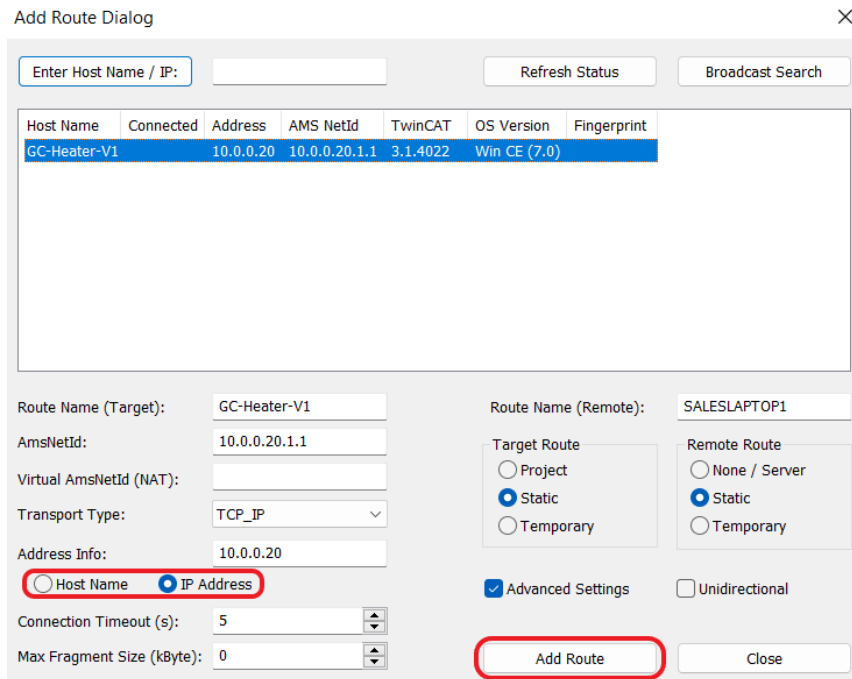 Add Route Dialog
Enter Host Name / IP: Refresh Status Broadcast Search
Host Name Connected Address AMS NetId TwinCAT OS Version Fingerprint
GC-Heater-V1 10.0.0.20 10.0.0.20.1.1 3.1.4022 Win CE (7.0)
Route Name (Target): GC-Heater-V1 Route Name (Remote): SALESLAPTOP1
AmsNetId: 10.0.0.20.1.1 Target Route Remote Route
Virtual AmsNetId (NAT): Project None / Server
Transport Type: TCP_IP Static Static
Temporary Temporary
Address Info: 10.0.0.20
Host Name IP Address Advanced Settings Unidirectional
Connection Timeout (s): 5
Max Fragment Size (kByte): 0 Add Route Close